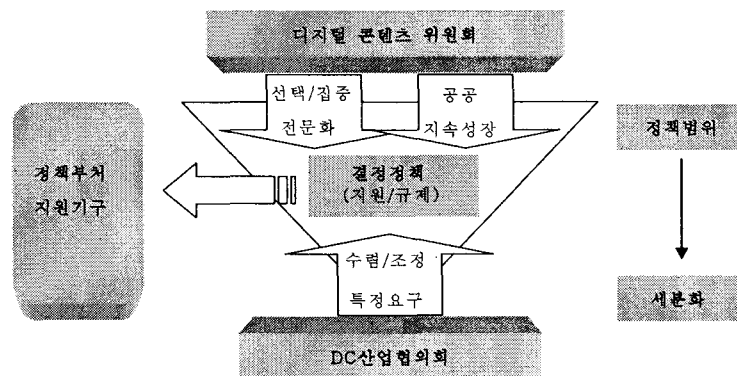 디지털 콘텐츠 위원회
선택/집중
전문화
공공
지속성장
정책범위
정책부처
지원기구
결정정책
(지원/규제)
수렴/조정
특정요구
세분화
DC산업협의회